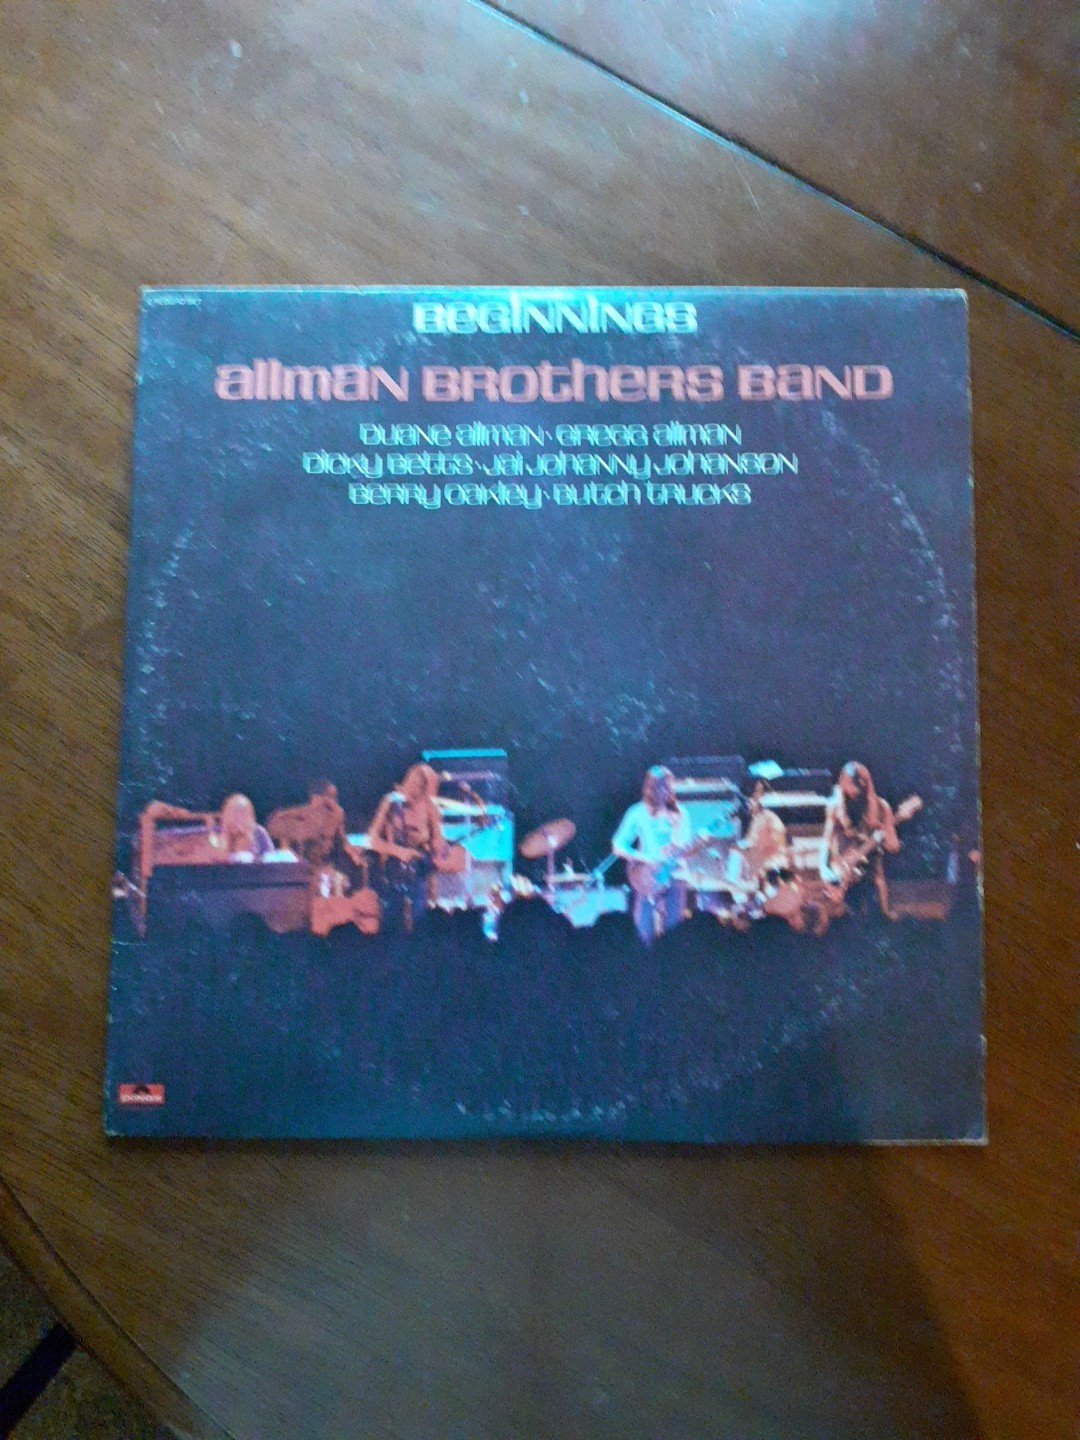 BEGINNINGS
allman BROTHERS BAND
DUANE allman · GREGG allman
DICKY BETTS · Jai Johanny Johanson
BERRY OAKLEY · BUTCH TRUCKS